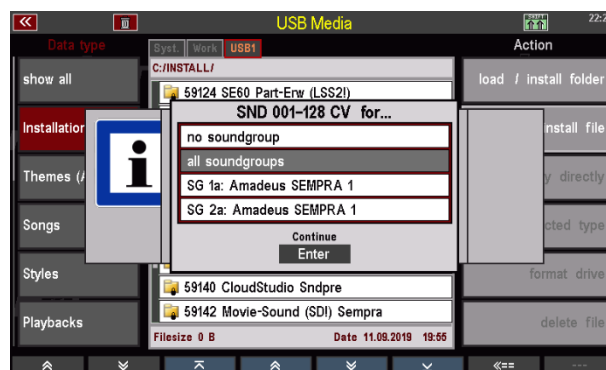 USB Media
22:2
Data type
Syst. Work USB1
Action
C:/INSTALL/
show all
load / install folder
59124 SE60 Part-Erw (LSS2!)
SND 001-128 CV for...
Installation
install file
no soundgroup
all soundgroups
Themes (
y directly
SG 1a: Amadeus SEMPRA 1
SG 2a: Amadeus SEMPRA 1
Songs
cted type
Continue
Enter
Styles
format drive
59140 CloudStudio Sndpre
59142 Movie-Sound (SD!) Sempra
Playbacks
delete file
Filesize 0 B
Date 11.09.2019 19:55